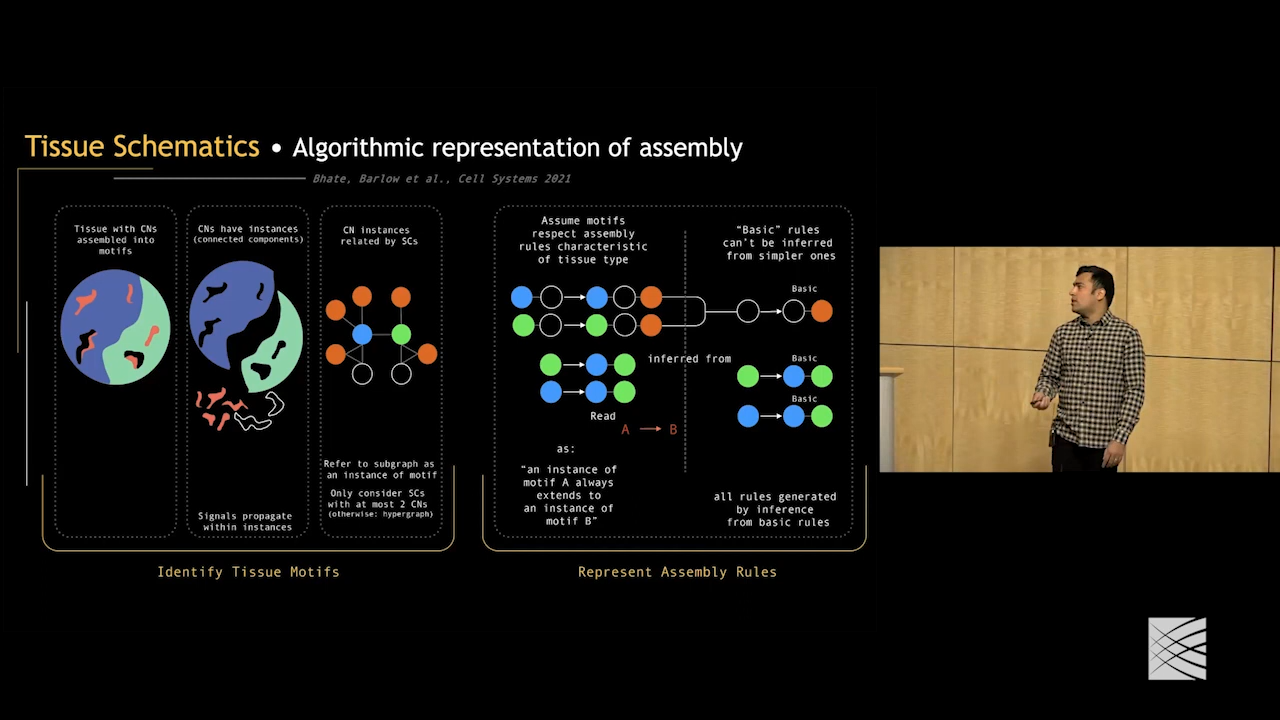 Tissue Schematics • Algorithmic representation of assembly
Bhate, Barlow et al., Cell Systems 2021
Tissue with CNs
assembled into
motifs
CNs have instances
(connected components)
Signals propagate
within instances
CN instances
related by SCs
Refer to subgraph as
an instance of motif
Only consider SCs
with at most 2 CNs
(otherwise: hypergraph)
Identify Tissue Motifs
Assume motifs
respect assembly
rules characteristic
of tissue type
inferred from
Read
A → B
as:
"an instance of
motif A always
extends to
an instance of
motif B"
"Basic" rules
can't be inferred
from simpler ones
Basic
Basic
Basic
all rules generated
by inference
from basic rules
Represent Assembly Rules